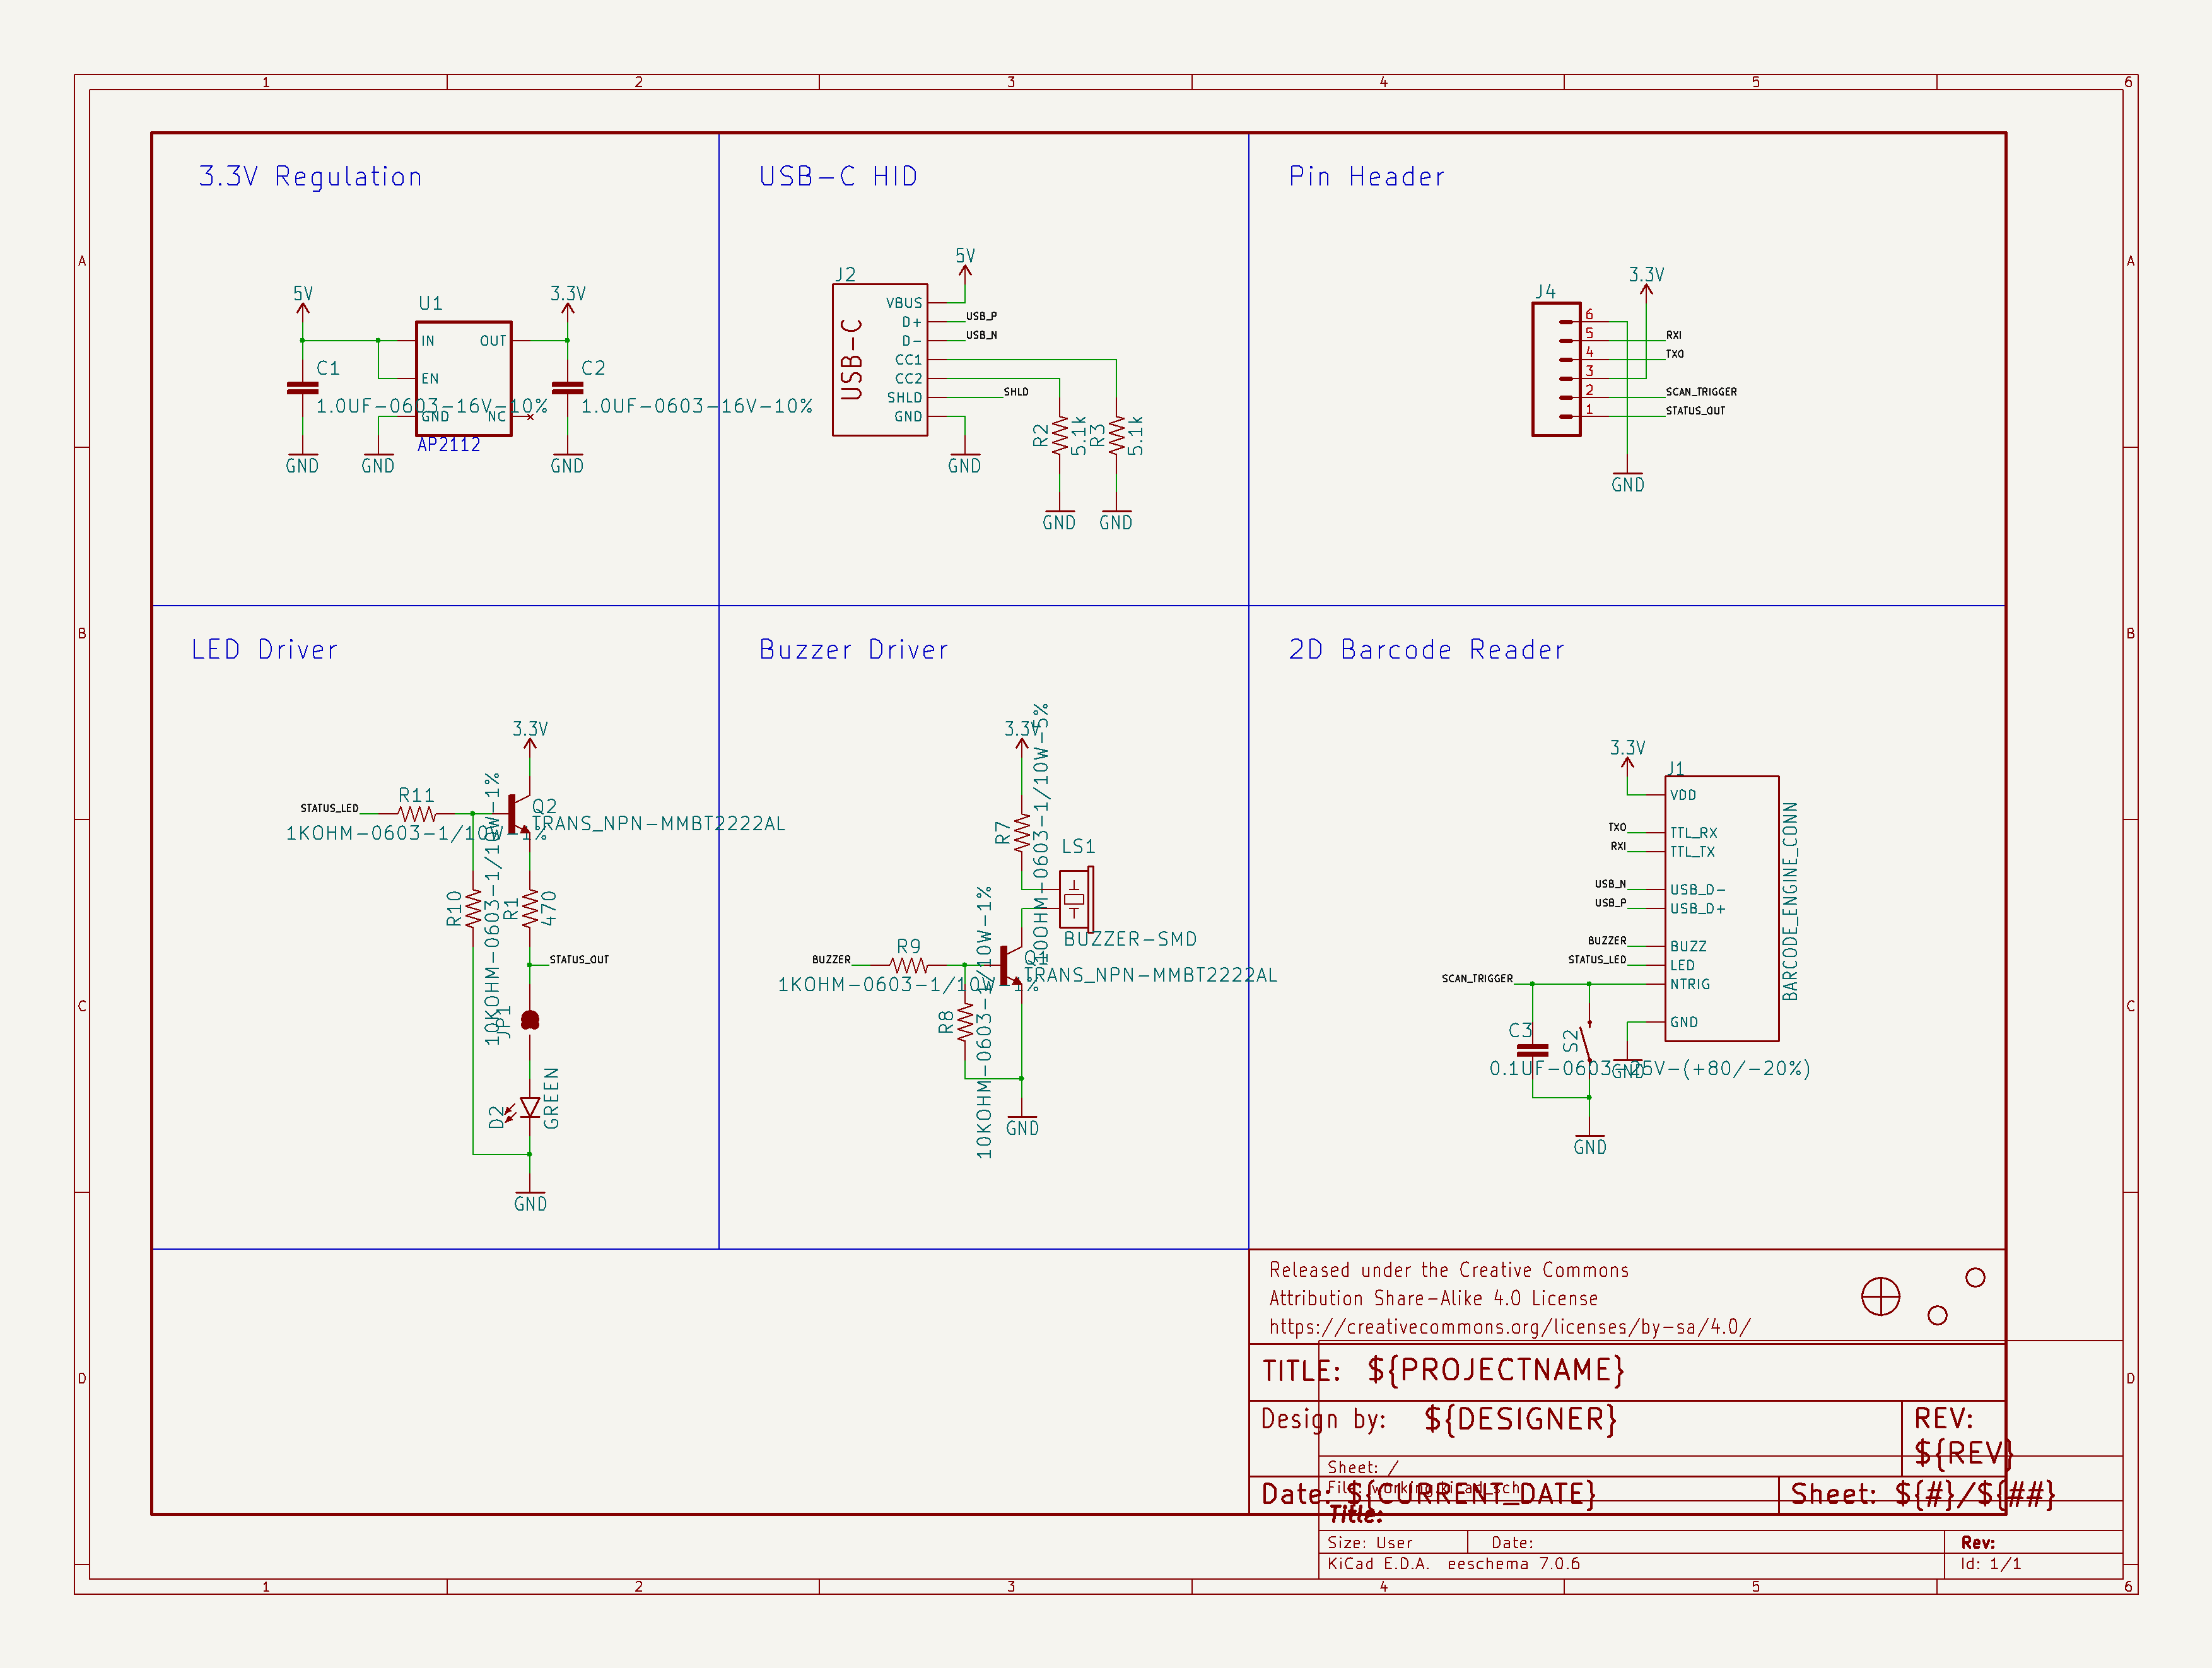 1 2 3 4 5 6
A A
B B
C C
D D
3.3V Regulation
5V
U1
3.3V
IN
OUT
EN
GND
NC
C1
1.0UF-0603-16V-10%
C2
1.0UF-0603-16V-10%
AP2112
GND
GND
GND
USB-C HID
J2
5V
USB-C
VBUS
D+
D-
CC1
CC2
SHLD
GND
USB_P
USB_N
SHLD
R2
5.1k
R3
5.1k
GND
GND
GND
Pin Header
J4
3.3V
6
5
4
3
2
1
RXI
TXO
SCAN_TRIGGER
STATUS_OUT
GND
LED Driver
3.3V
STATUS_LED
R11
1KOHM-0603-1/10W-1%
Q2
TRANS_NPN-MMBT2222AL
R10
10KOHM-0603-1/10W-1%
R1
470
STATUS_OUT
JP1
D2
GREEN
GND
Buzzer Driver
3.3V
R7
100OHM-0603-1/10W-5%
LS1
BUZZER-SMD
BUZZER
R9
1KOHM-0603-1/10W-1%
Q1
TRANS_NPN-MMBT2222AL
R8
10KOHM-0603-1/10W-1%
GND
2D Barcode Reader
3.3V
J1
VDD
TXO
TTL_RX
RXI
TTL_TX
USB_N
USB_D-
USB_P
USB_D+
BUZZER
BUZZ
STATUS_LED
LED
SCAN_TRIGGER
NTRIG
GND
BARCODE_ENGINE_CONN
C3
0.1UF-0603-25V-(+80/-20%)
S2
GND
GND
Released under the Creative Commons
Attribution Share-Alike 4.0 License
https://creativecommons.org/licenses/by-sa/4.0/
TITLE: ${PROJECTNAME}
Design by: ${DESIGNER}
REV:
${REV}
Date: ${CURRENT_DATE}
Sheet: ${#}/${##}
Sheet: /
File: working.kicad_sch
Title:
Size: User
Date:
Rev:
KiCad E.D.A. eeschema 7.0.6
Id: 1/1
1 2 3 4 5 6